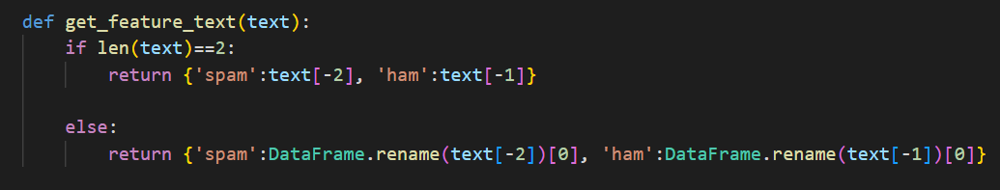 def get_feature_text(text):
    if len(text)==2:
        return {'spam':text[-2], 'ham':text[-1]}

    else:
        return {'spam':DataFrame.rename(text[-2])[0], 'ham':DataFrame.rename(text[-1])[0]}